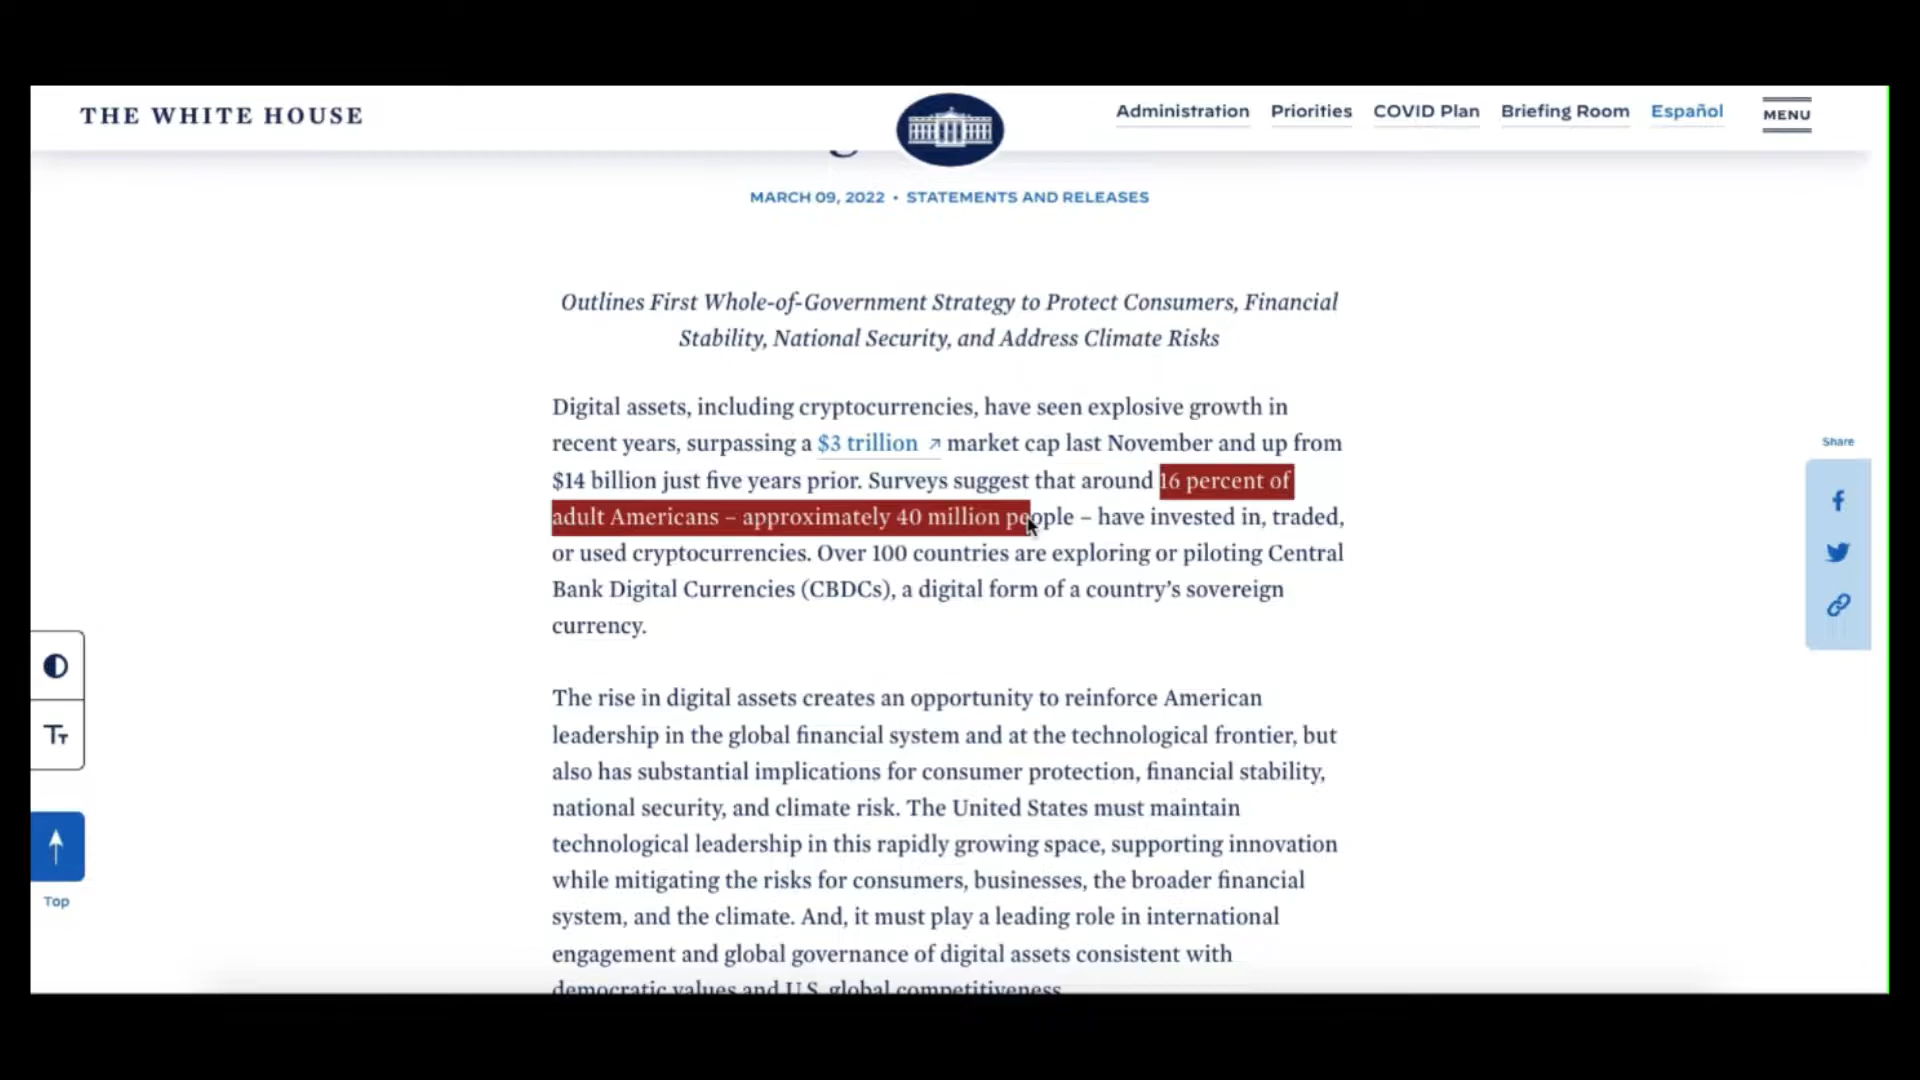 THE WHITE HOUSE
Administration
Priorities
COVID Plan
Briefing Room
Español
MENU
MARCH 09, 2022 • STATEMENTS AND RELEASES
Outlines First Whole-of-Government Strategy to Protect Consumers, Financial
Stability, National Security, and Address Climate Risks
Digital assets, including cryptocurrencies, have seen explosive growth in
recent years, surpassing a $3 trillion ↗ market cap last November and up from
$14 billion just five years prior. Surveys suggest that around 16 percent of
adult Americans – approximately 40 million people – have invested in, traded,
or used cryptocurrencies. Over 100 countries are exploring or piloting Central
Bank Digital Currencies (CBDCs), a digital form of a country’s sovereign
currency.
The rise in digital assets creates an opportunity to reinforce American
leadership in the global financial system and at the technological frontier, but
also has substantial implications for consumer protection, financial stability,
national security, and climate risk. The United States must maintain
technological leadership in this rapidly growing space, supporting innovation
while mitigating the risks for consumers, businesses, the broader financial
system, and the climate. And, it must play a leading role in international
engagement and global governance of digital assets consistent with
democratic values and U.S. global competitiveness.
Share
TT
Top